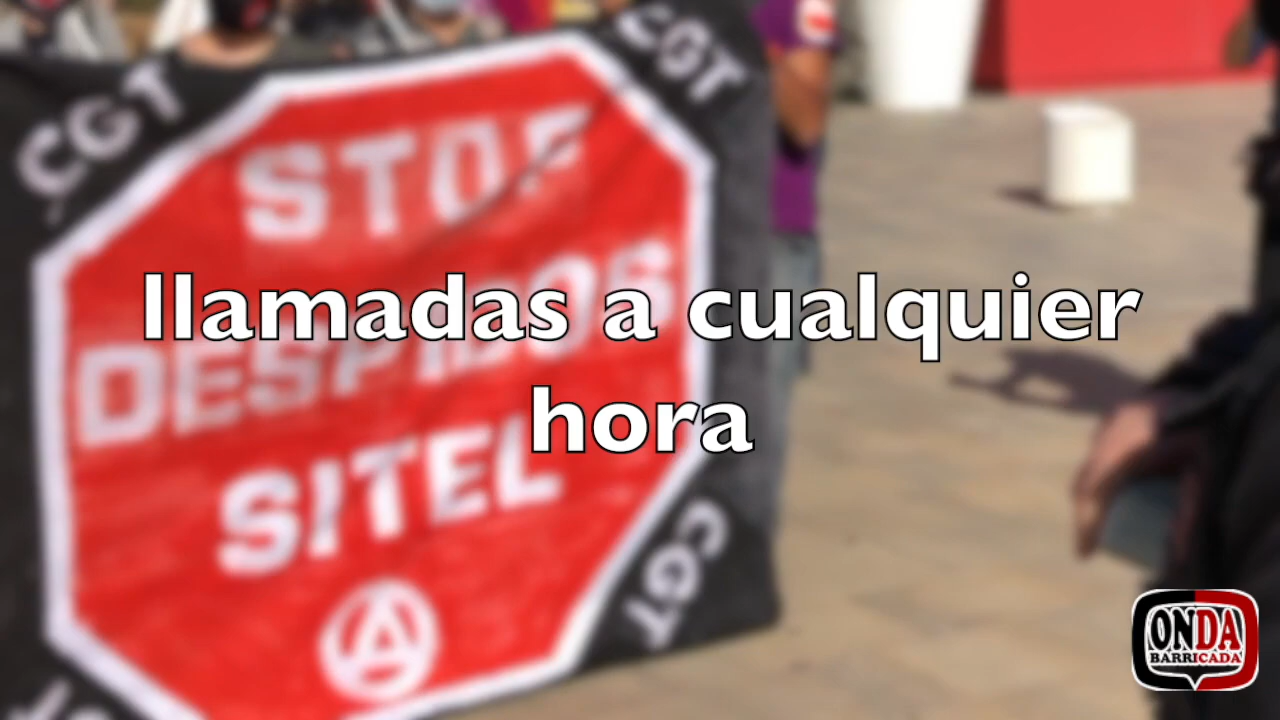 CGT
CGT
STOP
DESPIDOS
SITEL
llamadas a cualquier
hora
CGT
ONDA
BARRICADA